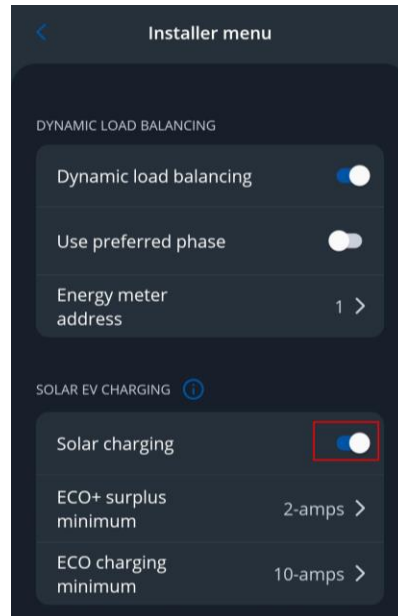 Installer menu
DYNAMIC LOAD BALANCING
Dynamic load balancing
Use preferred phase
Energy meter
address
1
SOLAR EV CHARGING
Solar charging
ECO+ surplus
minimum
2-amps
ECO charging
minimum
10-amps